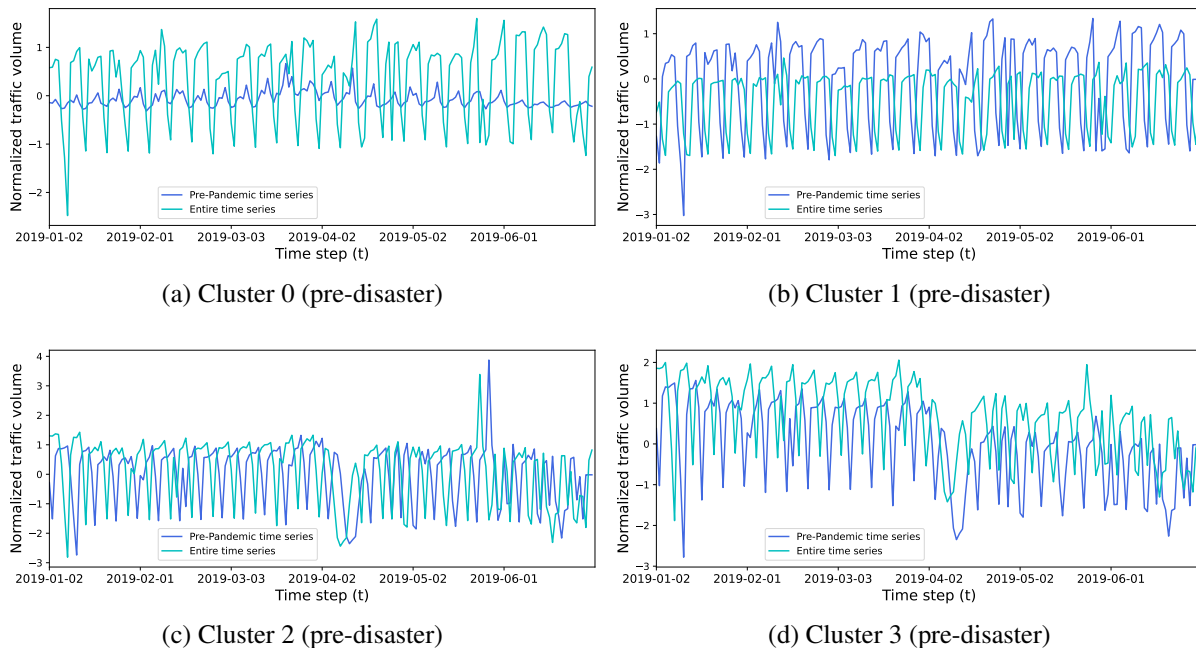 Normalized traffic volume
1
0
−1
−2
Pre-Pandemic time series
Entire time series
2019-01-02 2019-02-01 2019-03-03 2019-04-02 2019-05-02 2019-06-01
Time step (t)
(a) Cluster 0 (pre-disaster)
Normalized traffic volume
1
0
−1
−2
−3
Pre-Pandemic time series
Entire time series
2019-01-02 2019-02-01 2019-03-03 2019-04-02 2019-05-02 2019-06-01
Time step (t)
(b) Cluster 1 (pre-disaster)
Normalized traffic volume
4
3
2
1
0
−1
−2
−3
Pre-Pandemic time series
Entire time series
2019-01-02 2019-02-01 2019-03-03 2019-04-02 2019-05-02 2019-06-01
Time step (t)
(c) Cluster 2 (pre-disaster)
Normalized traffic volume
2
1
0
−1
−2
−3
Pre-Pandemic time series
Entire time series
2019-01-02 2019-02-01 2019-03-03 2019-04-02 2019-05-02 2019-06-01
Time step (t)
(d) Cluster 3 (pre-disaster)